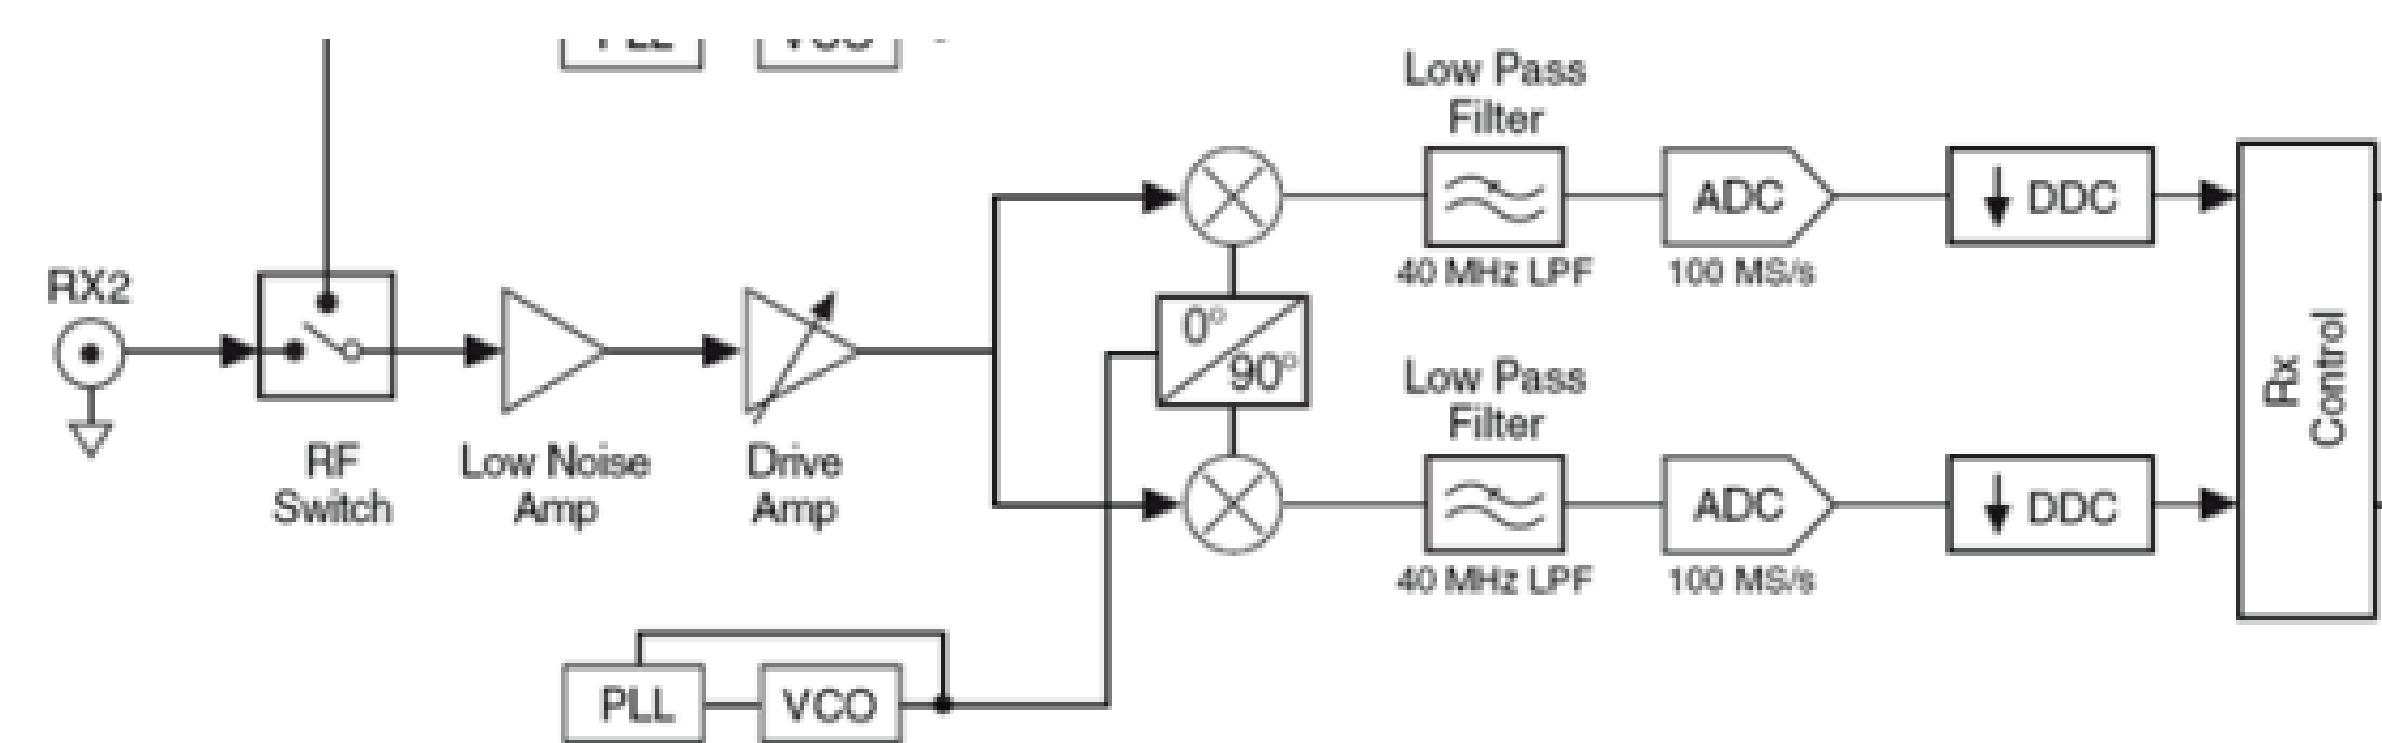 Low Pass
Filter
ADC
DDC
40 MHz LPF
100 MS/s
RX2
0°
90°
RF
Switch
Low Noise
Amp
Drive
Amp
Low Pass
Filter
ADC
DDC
40 MHz LPF
100 MS/s
Rx
Control
PLL
VCO